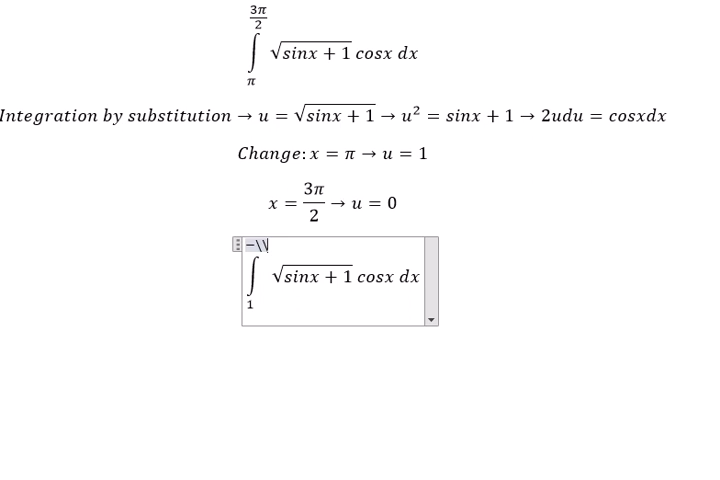 3π
2
∫ √sinx + 1 cosx dx
π
Integration by substitution → u = √sinx + 1 → u² = sinx + 1 → 2udu = cosxdx
Change: x = π → u = 1
x = 3π/2 → u = 0
−\\
∫ √sinx + 1 cosx dx
1